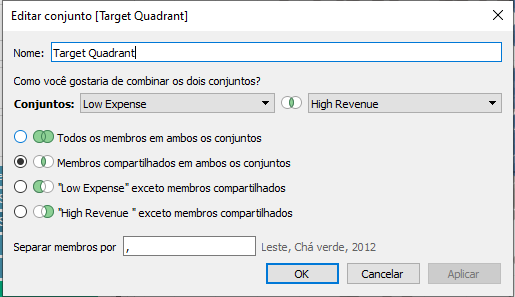 Editar conjunto [Target Quadrant]
Nome: Target Quadrant
Como você gostaria de combinar os dois conjuntos?
Conjuntos: Low Expense High Revenue
Todos os membros em ambos os conjuntos
Membros compartilhados em ambos os conjuntos
"Low Expense" exceto membros compartilhados
"High Revenue " exceto membros compartilhados
Separar membros por , Leste, Chá verde, 2012
OK Cancelar Aplicar